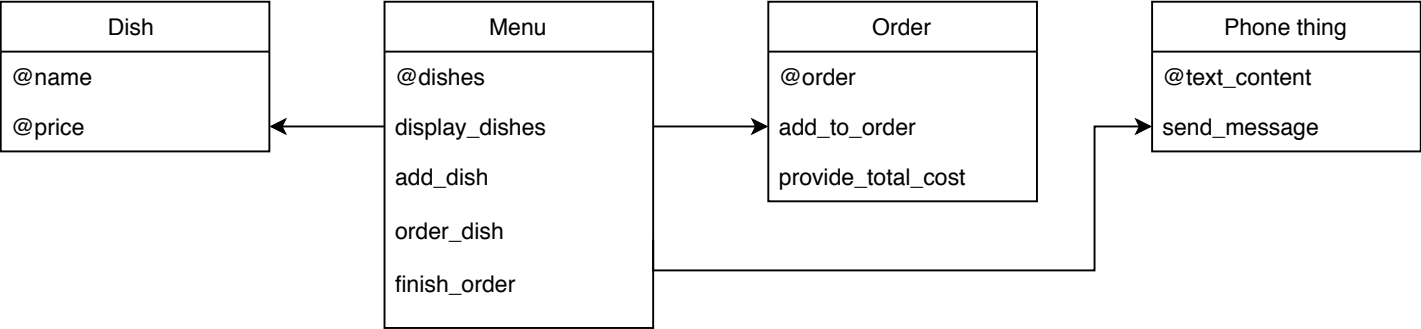 Dish
@name
@price
Menu
@dishes
display_dishes
add_dish
order_dish
finish_order
Order
@order
add_to_order
provide_total_cost
Phone thing
@text_content
send_message